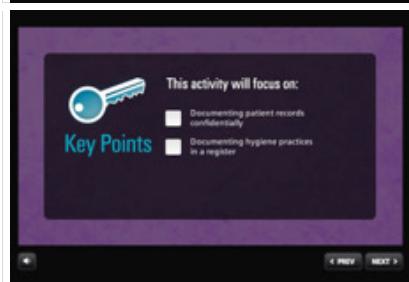 This activity will focus on:
Documenting patient records
confidentially
Key Points
Documenting hygiene practices
in a register
< PREV
NEXT >